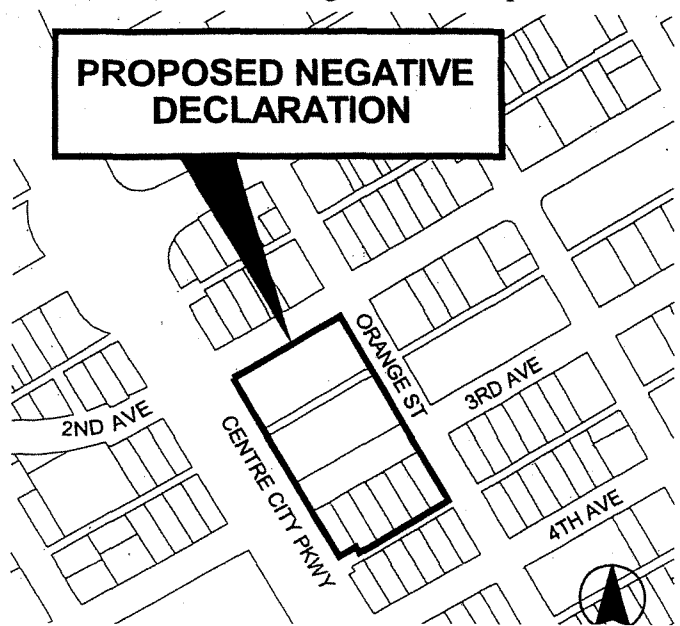 PROPOSED NEGATIVE
DECLARATION
ORANGE ST
3RD AVE
2ND AVE
CENTRE CITY PKWY
4TH AVE